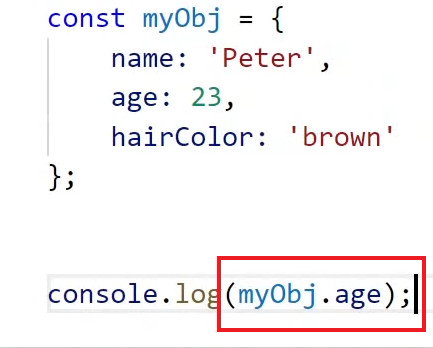 const myObj = {
    name: 'Peter',
    age: 23,
    hairColor: 'brown'
};
console.log(myObj.age);